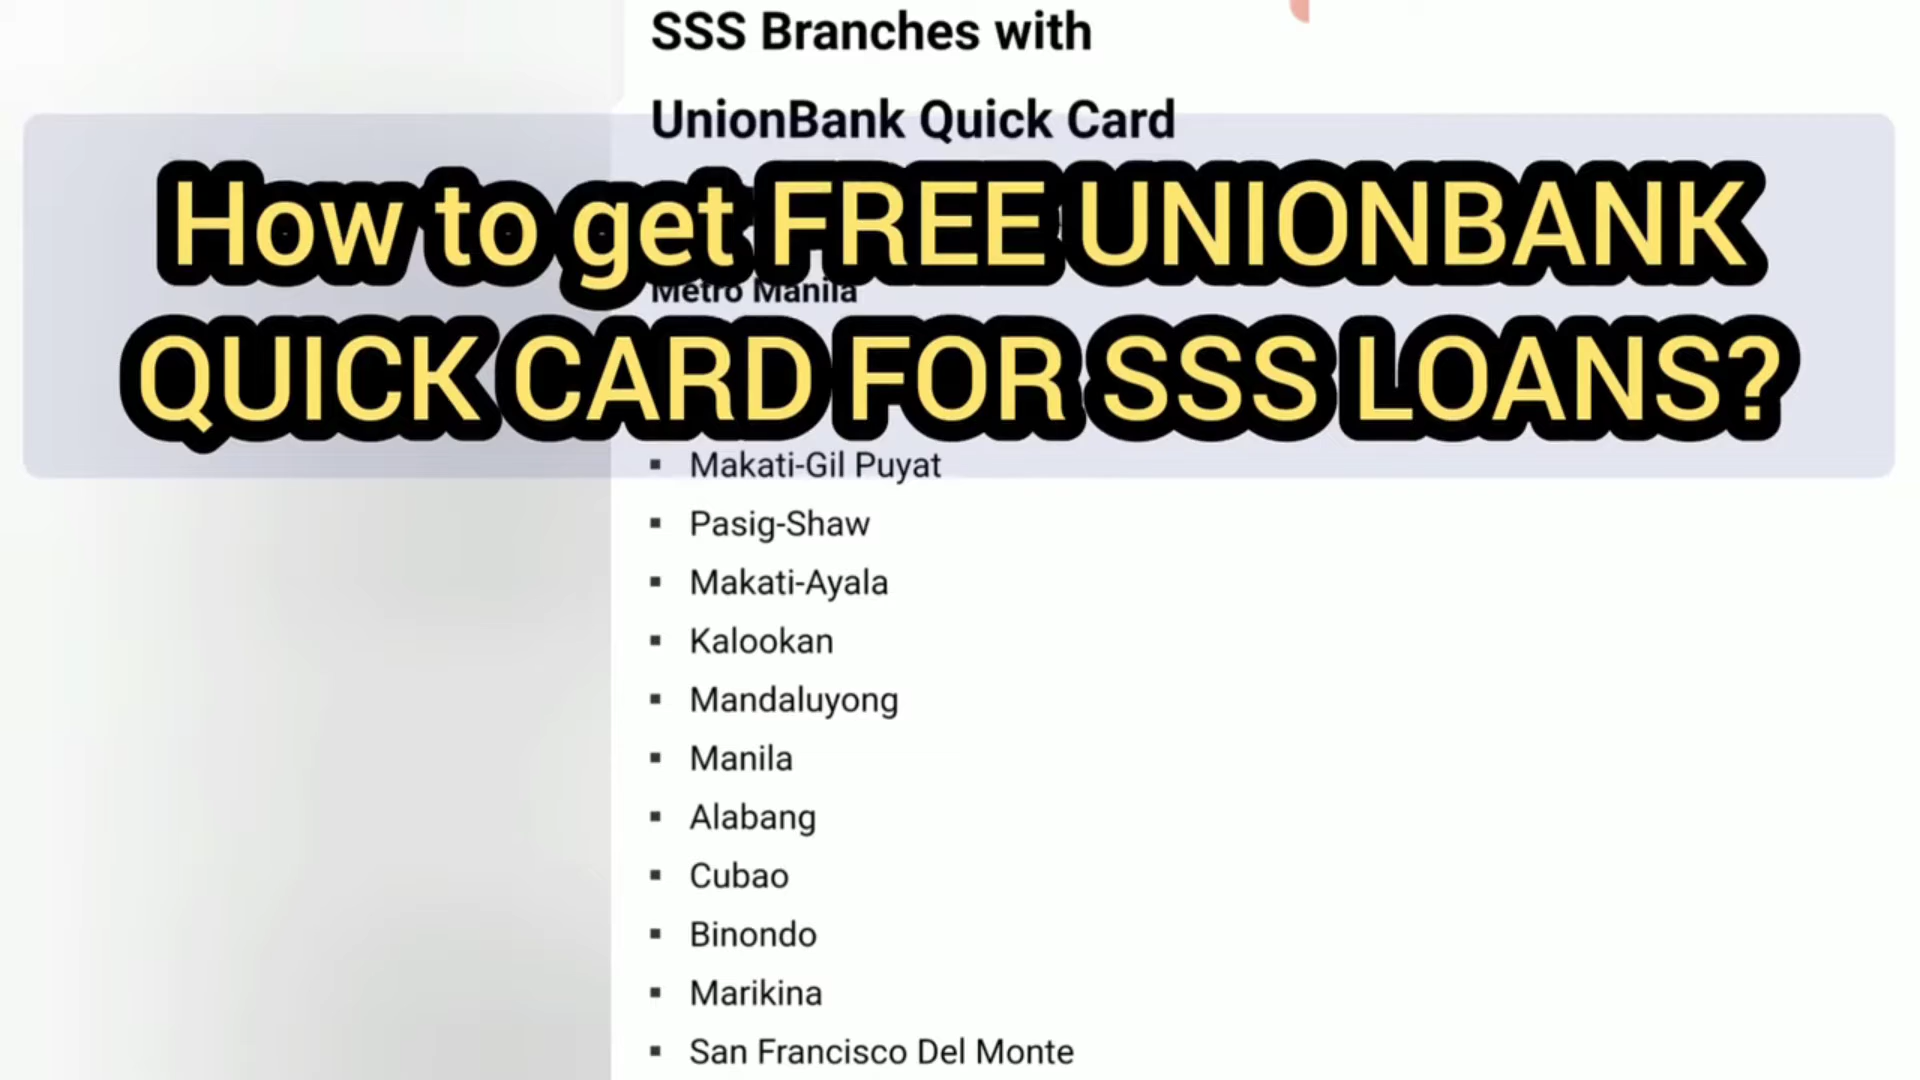 SSS Branches with
UnionBank Quick Card
How to get FREE UNIONBANK
Metro Manila
QUICK CARD FOR SSS LOANS?
Makati-Gil Puyat
Pasig-Shaw
Makati-Ayala
Kalookan
Mandaluyong
Manila
Alabang
Cubao
Binondo
Marikina
San Francisco Del Monte